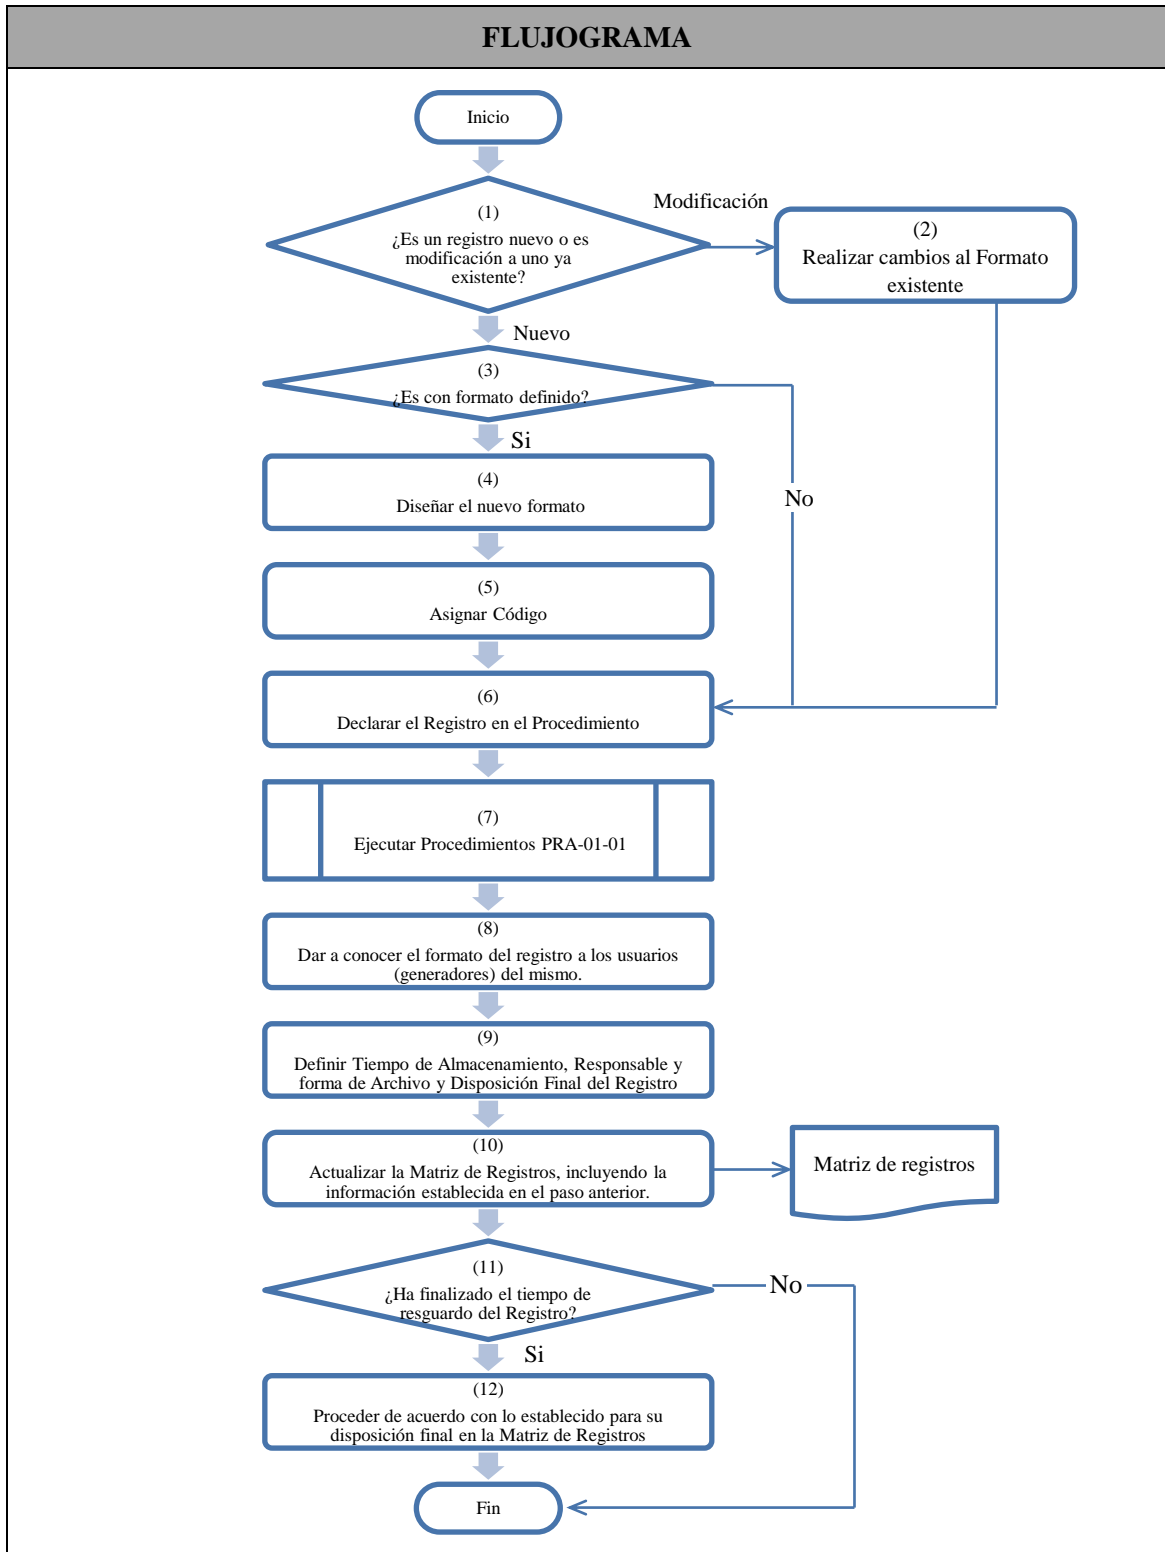 FLUJOGRAMA
Inicio
(1)
¿Es un registro nuevo o es
modificación a uno ya
existente?
Modificación
(2)
Realizar cambios al Formato
existente
Nuevo
(3)
¿Es con formato definido?
Si
No
(4)
Diseñar el nuevo formato
(5)
Asignar Código
(6)
Declarar el Registro en el Procedimiento
(7)
Ejecutar Procedimientos PRA-01-01
(8)
Dar a conocer el formato del registro a los usuarios
(generadores) del mismo.
(9)
Definir Tiempo de Almacenamiento, Responsable y
forma de Archivo y Disposición Final del Registro
(10)
Actualizar la Matriz de Registros, incluyendo la
información establecida en el paso anterior.
Matriz de registros
(11)
¿Ha finalizado el tiempo de
resguardo del Registro?
No
Si
(12)
Proceder de acuerdo con lo establecido para su
disposición final en la Matriz de Registros
Fin